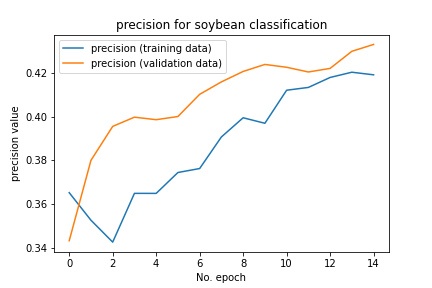 precision for soybean classification
precision (training data)
precision (validation data)
precision value
0.42
0.40
0.38
0.36
0.34
0 2 4 6 8 10 12 14
No. epoch